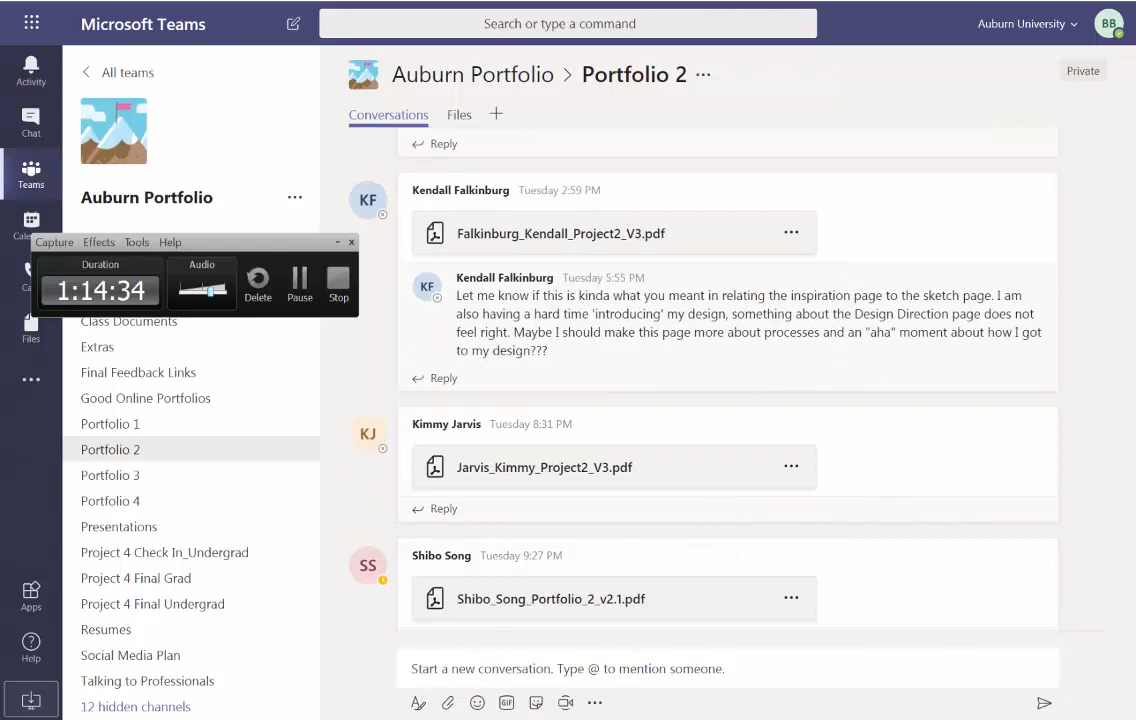 Microsoft Teams
Search or type a command
Auburn University
BB
Activity
Chat
Teams
Files
Apps
Help
All teams
Auburn Portfolio
Capture Effects Tools Help
Duration
1:14:34
Audio
Delete
Pause
Stop
Class Documents
Extras
Final Feedback Links
Good Online Portfolios
Portfolio 1
Portfolio 2
Portfolio 3
Portfolio 4
Presentations
Project 4 Check In_Undergrad
Project 4 Final Grad
Project 4 Final Undergrad
Resumes
Social Media Plan
Talking to Professionals
12 hidden channels
Auburn Portfolio > Portfolio 2 ...
Private
Conversations Files +
Reply
KF
Kendall Falkinburg Tuesday 2:59 PM
Falkinburg_Kendall_Project2_V3.pdf
KF
Kendall Falkinburg Tuesday 5:55 PM
Let me know if this is kinda what you meant in relating the inspiration page to the sketch page. I am
also having a hard time 'introducing' my design, something about the Design Direction page does not
feel right. Maybe I should make this page more about processes and an "aha" moment about how I got
to my design???
Reply
KJ
Kimmy Jarvis Tuesday 8:31 PM
Jarvis_Kimmy_Project2_V3.pdf
Reply
SS
Shibo Song Tuesday 9:27 PM
Shibo_Song_Portfolio_2_v2.1.pdf
Start a new conversation. Type @ to mention someone.
GIF